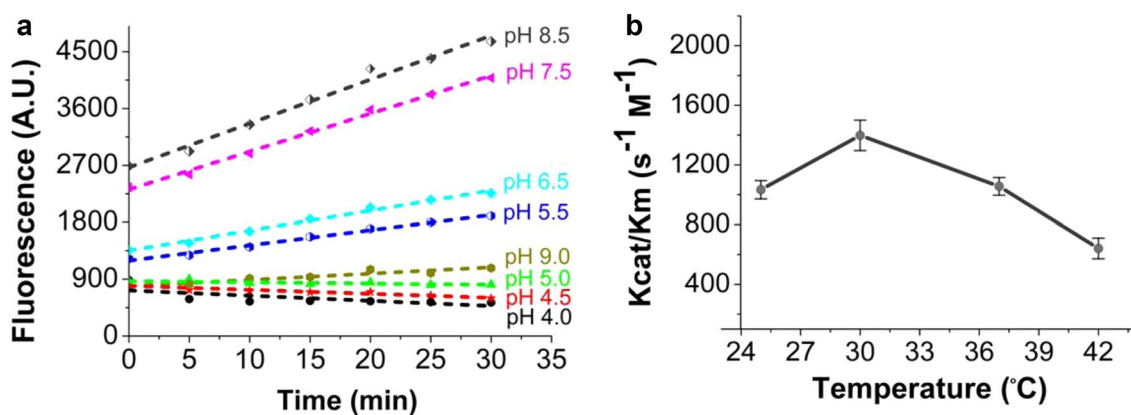 a
Fluorescence (A.U.)
4500
3600
2700
1800
900
0
pH 8.5
pH 7.5
pH 6.5
pH 5.5
pH 9.0
pH 5.0
pH 4.5
pH 4.0
0 5 10 15 20 25 30 35
Time (min)
b
Kcat/Km (s⁻¹ M⁻¹)
2000
1600
1200
800
400
24 27 30 33 36 39 42
Temperature (°C)